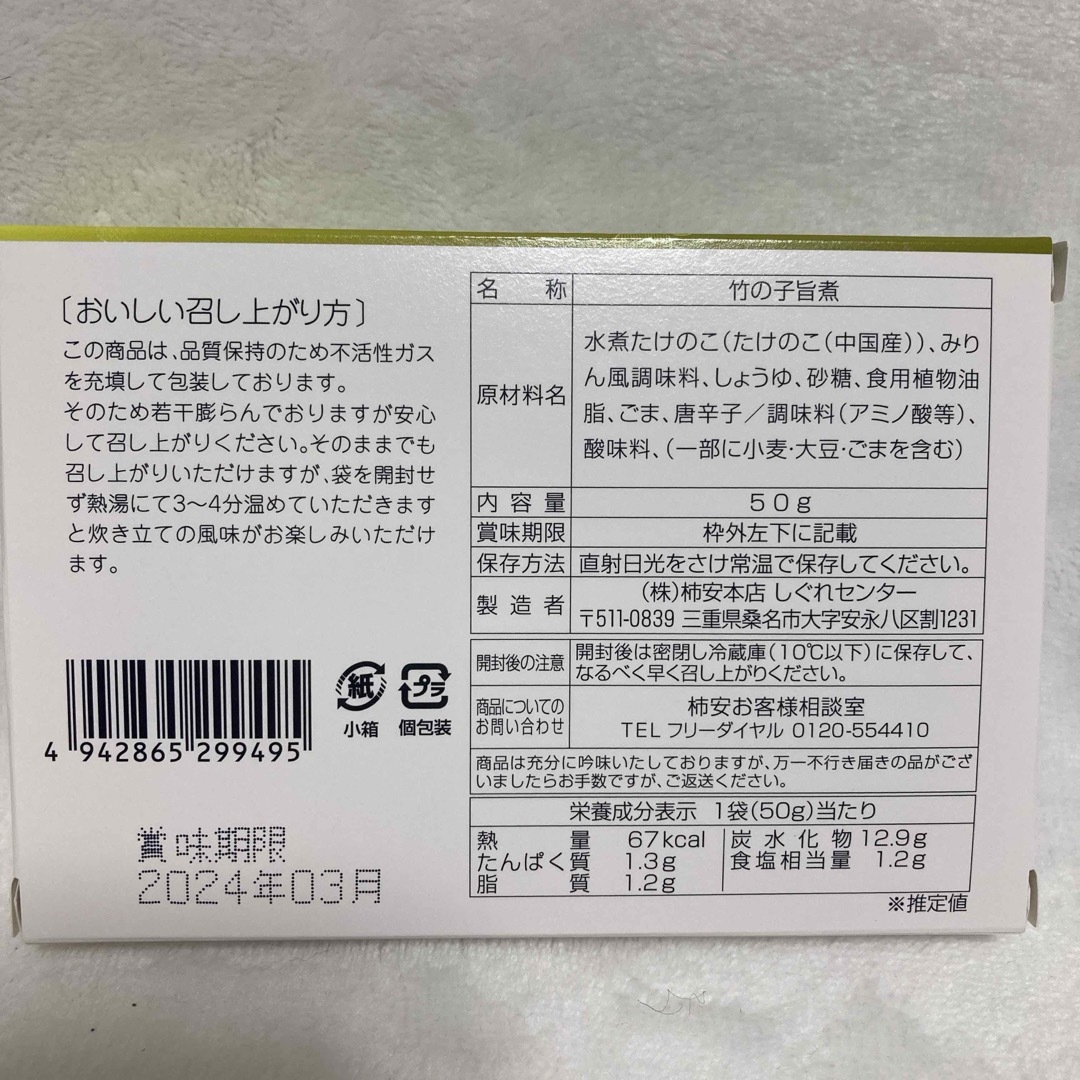 〔おいしい召し上がり方〕
この商品は、品質保持のため不活性ガス
を充填して包装しております。
そのため若干膨らんでおりますが安心
して召し上がりください。そのままでも
召し上がりいただけますが、袋を開封せ
ず熱湯にて3〜4分温めていただきます
と炊き立ての風味がお楽しみいただけ
ます。
紙
小箱
プラ
個包装
4 942865 299495
賞味期限
2024年03月
名称 竹の子旨煮
原材料名
水煮たけのこ(たけのこ(中国産))、みり
ん風調味料、しょうゆ、砂糖、食用植物油
脂、ごま、唐辛子／調味料(アミノ酸等)、
酸味料、(一部に小麦・大豆・ごまを含む)
内容量 50g
賞味期限 枠外左下に記載
保存方法 直射日光をさけ常温で保存してください。
製造者
(株)柿安本店 しぐれセンター
〒511-0839 三重県桑名市大字安永八区割1231
開封後の注意
開封後は密閉し冷蔵庫(10℃以下)に保存して、
なるべく早く召し上がりください。
商品についての
お問い合わせ
柿安お客様相談室
TEL フリーダイヤル 0120-554410
商品は充分に吟味いたしておりますが、万一不行き届きの品がござ
いましたらお手数ですが、ご返送ください。
栄養成分表示 1袋(50g)当たり
熱量 67kcal 炭水化物 12.9g
たんぱく質 1.3g 食塩相当量 1.2g
脂質 1.2g
※推定値